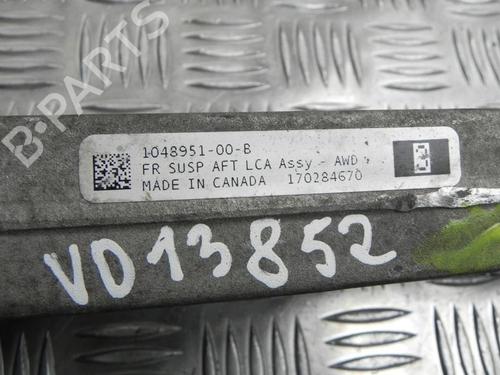 B-PARTS
1048951-00-B
FR SUSP AFT LCA Assy - AWD
MADE IN CANADA 170284670
VD13852